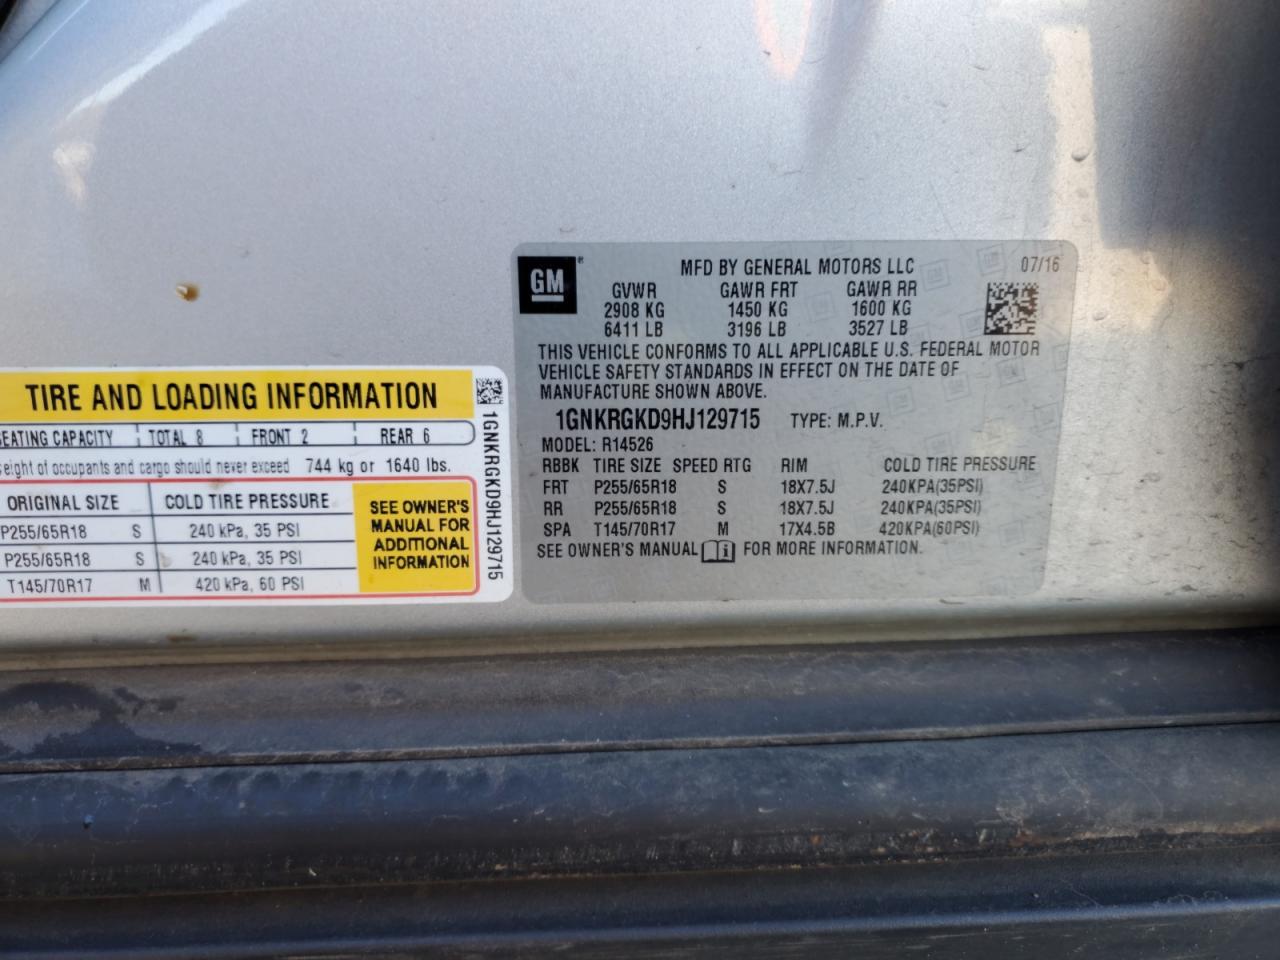 TIRE AND LOADING INFORMATION
SEATING CAPACITY TOTAL 8 FRONT 2 REAR 6
eight of occupants and cargo should never exceed 744 kg or 1640 lbs.
ORIGINAL SIZE COLD TIRE PRESSURE
P255/65R18 S 240 kPa, 35 PSI
P255/65R18 S 240 kPa, 35 PSI
T145/70R17 M 420 kPa, 60 PSI
SEE OWNER'S
MANUAL FOR
ADDITIONAL
INFORMATION
1GNKRGKD9HJ129715
GM®
MFD BY GENERAL MOTORS LLC 07/16
GVWR GAWR FRT GAWR RR
2908 KG 1450 KG 1600 KG
6411 LB 3196 LB 3527 LB
THIS VEHICLE CONFORMS TO ALL APPLICABLE U.S. FEDERAL MOTOR
VEHICLE SAFETY STANDARDS IN EFFECT ON THE DATE OF
MANUFACTURE SHOWN ABOVE.
1GNKRGKD9HJ129715 TYPE: M.P.V.
MODEL: R14526
RBBK TIRE SIZE SPEED RTG RIM COLD TIRE PRESSURE
FRT P255/65R18 S 18X7.5J 240KPA(35PSI)
RR P255/65R18 S 18X7.5J 240KPA(35PSI)
SPA T145/70R17 M 17X4.5B 420KPA(60PSI)
SEE OWNER'S MANUAL i FOR MORE INFORMATION.